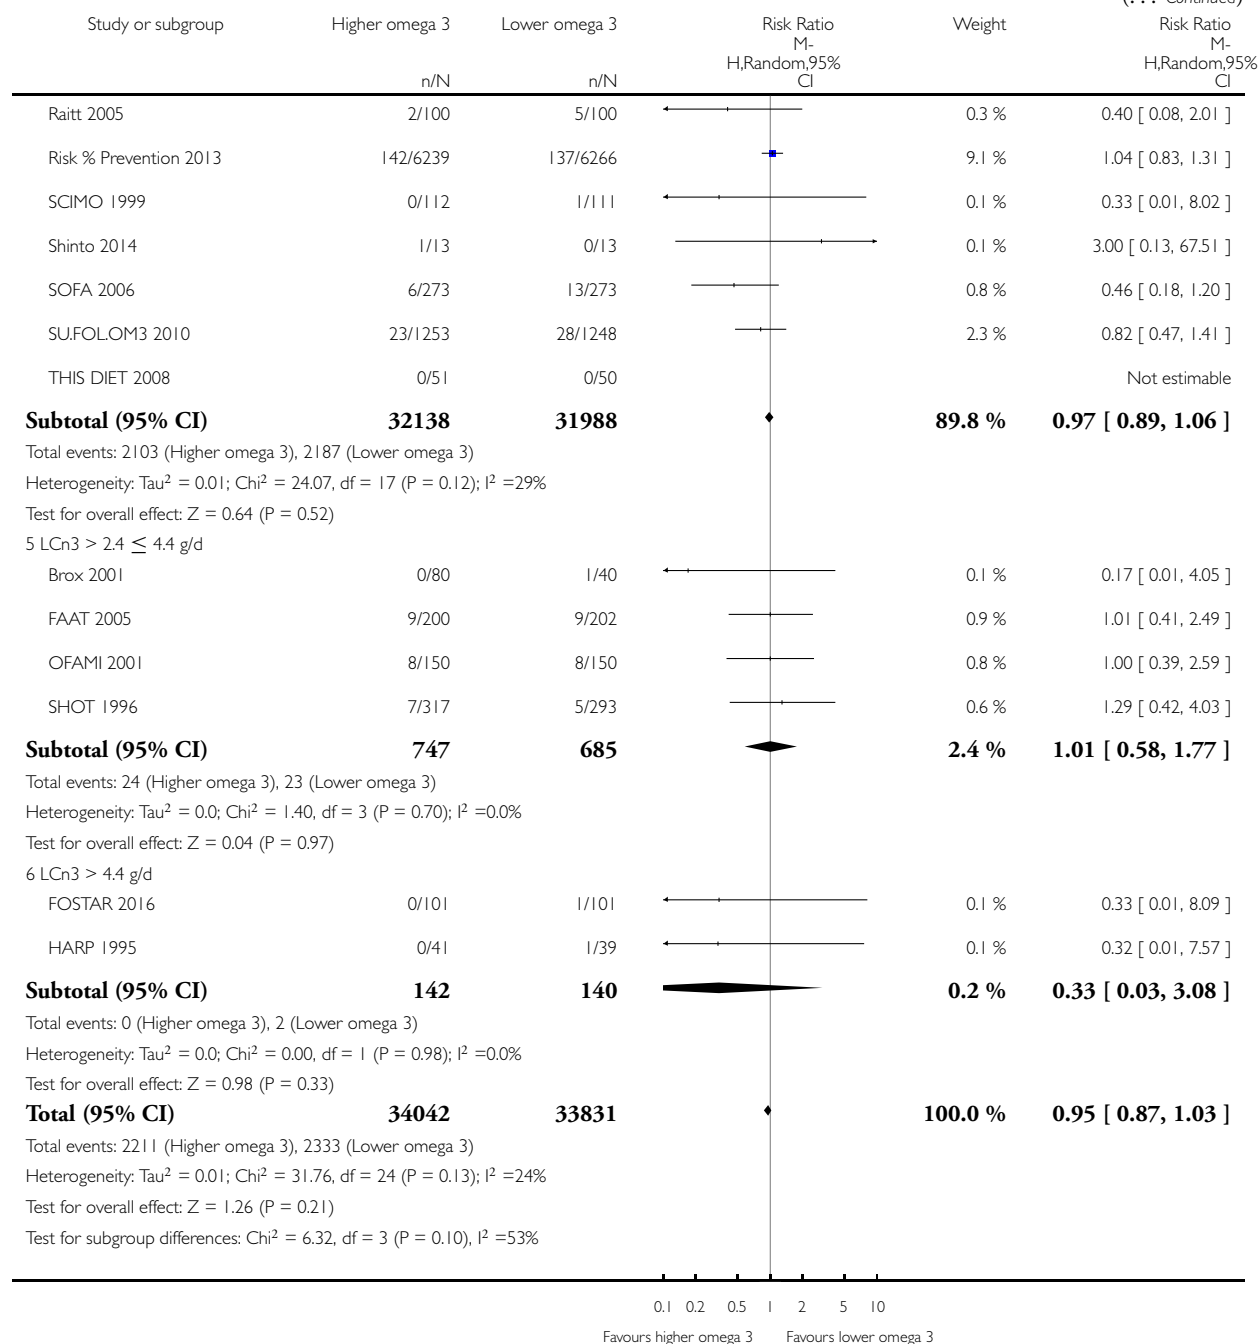 (... Continued)
Study or subgroup Higher omega 3 Lower omega 3 Risk Ratio Weight Risk Ratio
M- M-
H,Random,95% H,Random,95%
n/N n/N CI CI
Raitt 2005 2/100 5/100 0.3 % 0.40 [ 0.08, 2.01 ]
Risk % Prevention 2013 142/6239 137/6266 9.1 % 1.04 [ 0.83, 1.31 ]
SCIMO 1999 0/112 1/111 0.1 % 0.33 [ 0.01, 8.02 ]
Shinto 2014 1/13 0/13 0.1 % 3.00 [ 0.13, 67.51 ]
SOFA 2006 6/273 13/273 0.8 % 0.46 [ 0.18, 1.20 ]
SU.FOL.OM3 2010 23/1253 28/1248 2.3 % 0.82 [ 0.47, 1.41 ]
THIS DIET 2008 0/51 0/50 Not estimable
Subtotal (95% CI) 32138 31988 89.8 % 0.97 [ 0.89, 1.06 ]
Total events: 2103 (Higher omega 3), 2187 (Lower omega 3)
Heterogeneity: Tau² = 0.01; Chi² = 24.07, df = 17 (P = 0.12); I² =29%
Test for overall effect: Z = 0.64 (P = 0.52)
5 LCn3 > 2.4 ≤ 4.4 g/d
Brox 2001 0/80 1/40 0.1 % 0.17 [ 0.01, 4.05 ]
FAAT 2005 9/200 9/202 0.9 % 1.01 [ 0.41, 2.49 ]
OFAMI 2001 8/150 8/150 0.8 % 1.00 [ 0.39, 2.59 ]
SHOT 1996 7/317 5/293 0.6 % 1.29 [ 0.42, 4.03 ]
Subtotal (95% CI) 747 685 2.4 % 1.01 [ 0.58, 1.77 ]
Total events: 24 (Higher omega 3), 23 (Lower omega 3)
Heterogeneity: Tau² = 0.0; Chi² = 1.40, df = 3 (P = 0.70); I² =0.0%
Test for overall effect: Z = 0.04 (P = 0.97)
6 LCn3 > 4.4 g/d
FOSTAR 2016 0/101 1/101 0.1 % 0.33 [ 0.01, 8.09 ]
HARP 1995 0/41 1/39 0.1 % 0.32 [ 0.01, 7.57 ]
Subtotal (95% CI) 142 140 0.2 % 0.33 [ 0.03, 3.08 ]
Total events: 0 (Higher omega 3), 2 (Lower omega 3)
Heterogeneity: Tau² = 0.0; Chi² = 0.00, df = 1 (P = 0.98); I² =0.0%
Test for overall effect: Z = 0.98 (P = 0.33)
Total (95% CI) 34042 33831 100.0 % 0.95 [ 0.87, 1.03 ]
Total events: 2211 (Higher omega 3), 2333 (Lower omega 3)
Heterogeneity: Tau² = 0.01; Chi² = 31.76, df = 24 (P = 0.13); I² =24%
Test for overall effect: Z = 1.26 (P = 0.21)
Test for subgroup differences: Chi² = 6.32, df = 3 (P = 0.10), I² =53%
0.1 0.2 0.5 1 2 5 10
Favours higher omega 3 Favours lower omega 3